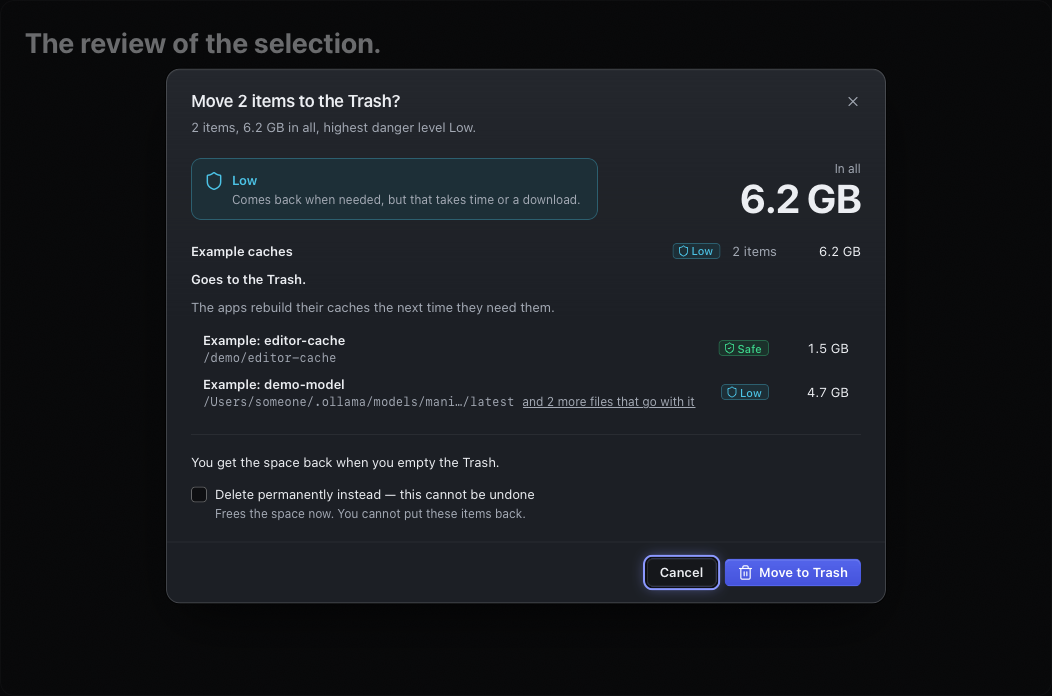 The review of the selection.
Move 2 items to the Trash?
2 items, 6.2 GB in all, highest danger level Low.
Low
Comes back when needed, but that takes time or a download.
In all
6.2 GB
Example caches Low 2 items 6.2 GB
Goes to the Trash.
The apps rebuild their caches the next time they need them.
Example: editor-cache
/demo/editor-cache
Safe 1.5 GB
Example: demo-model
/Users/someone/.ollama/models/mani…/latest and 2 more files that go with it
Low 4.7 GB
You get the space back when you empty the Trash.
Delete permanently instead — this cannot be undone
Frees the space now. You cannot put these items back.
Cancel Move to Trash